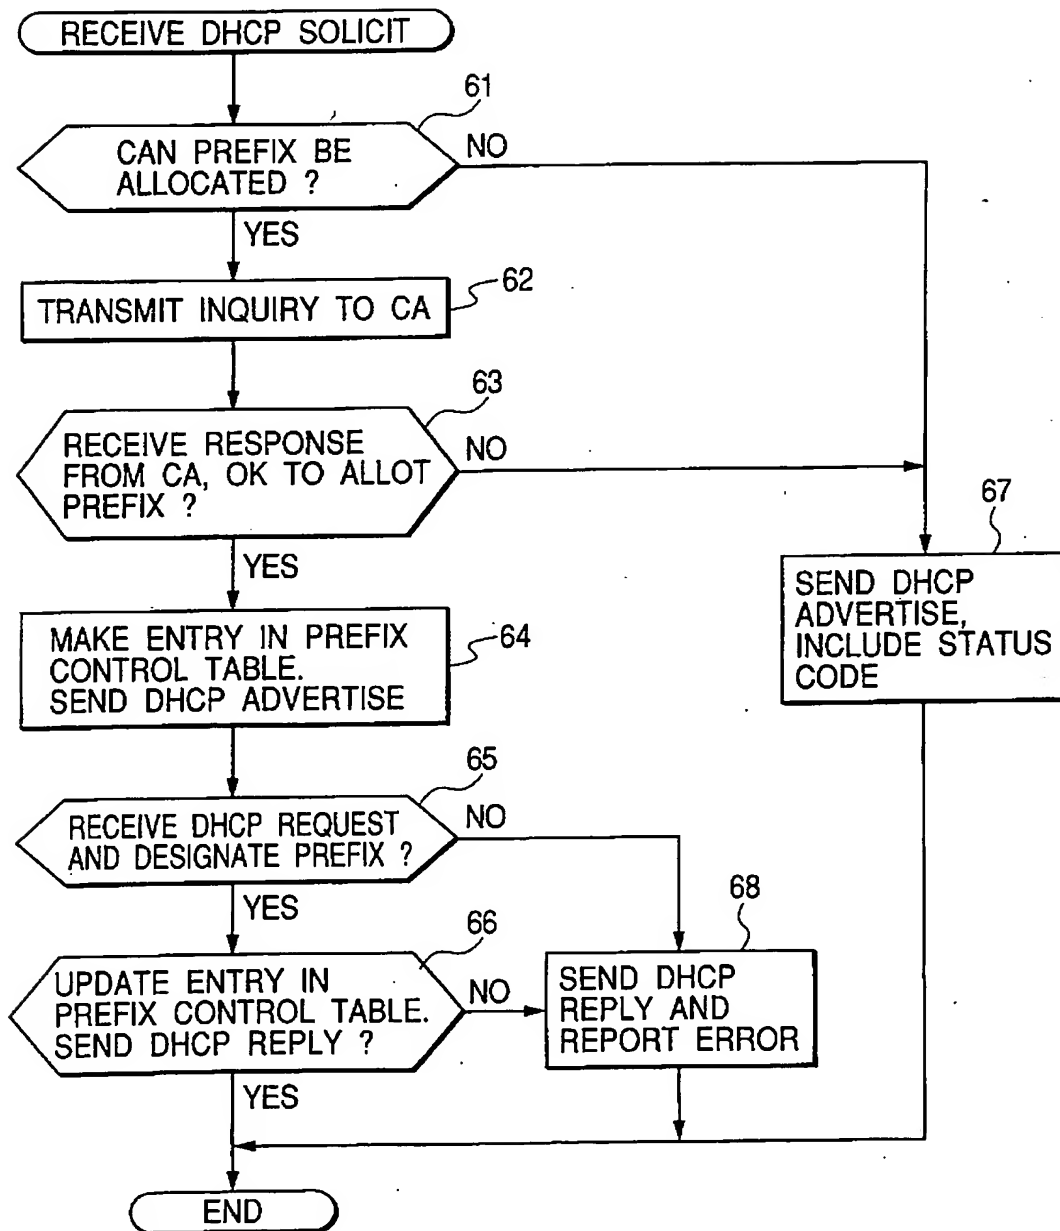 RECEIVE DHCP SOLICIT
61
CAN PREFIX BE
ALLOCATED ?
NO
YES
62
TRANSMIT INQUIRY TO CA
63
RECEIVE RESPONSE
FROM CA, OK TO ALLOT
PREFIX ?
NO
YES
67
SEND DHCP
ADVERTISE,
INCLUDE STATUS
CODE
64
MAKE ENTRY IN PREFIX
CONTROL TABLE.
SEND DHCP ADVERTISE
65
RECEIVE DHCP REQUEST
AND DESIGNATE PREFIX ?
NO
YES
66
UPDATE ENTRY IN
PREFIX CONTROL TABLE.
SEND DHCP REPLY ?
NO
YES
68
SEND DHCP
REPLY AND
REPORT ERROR
END